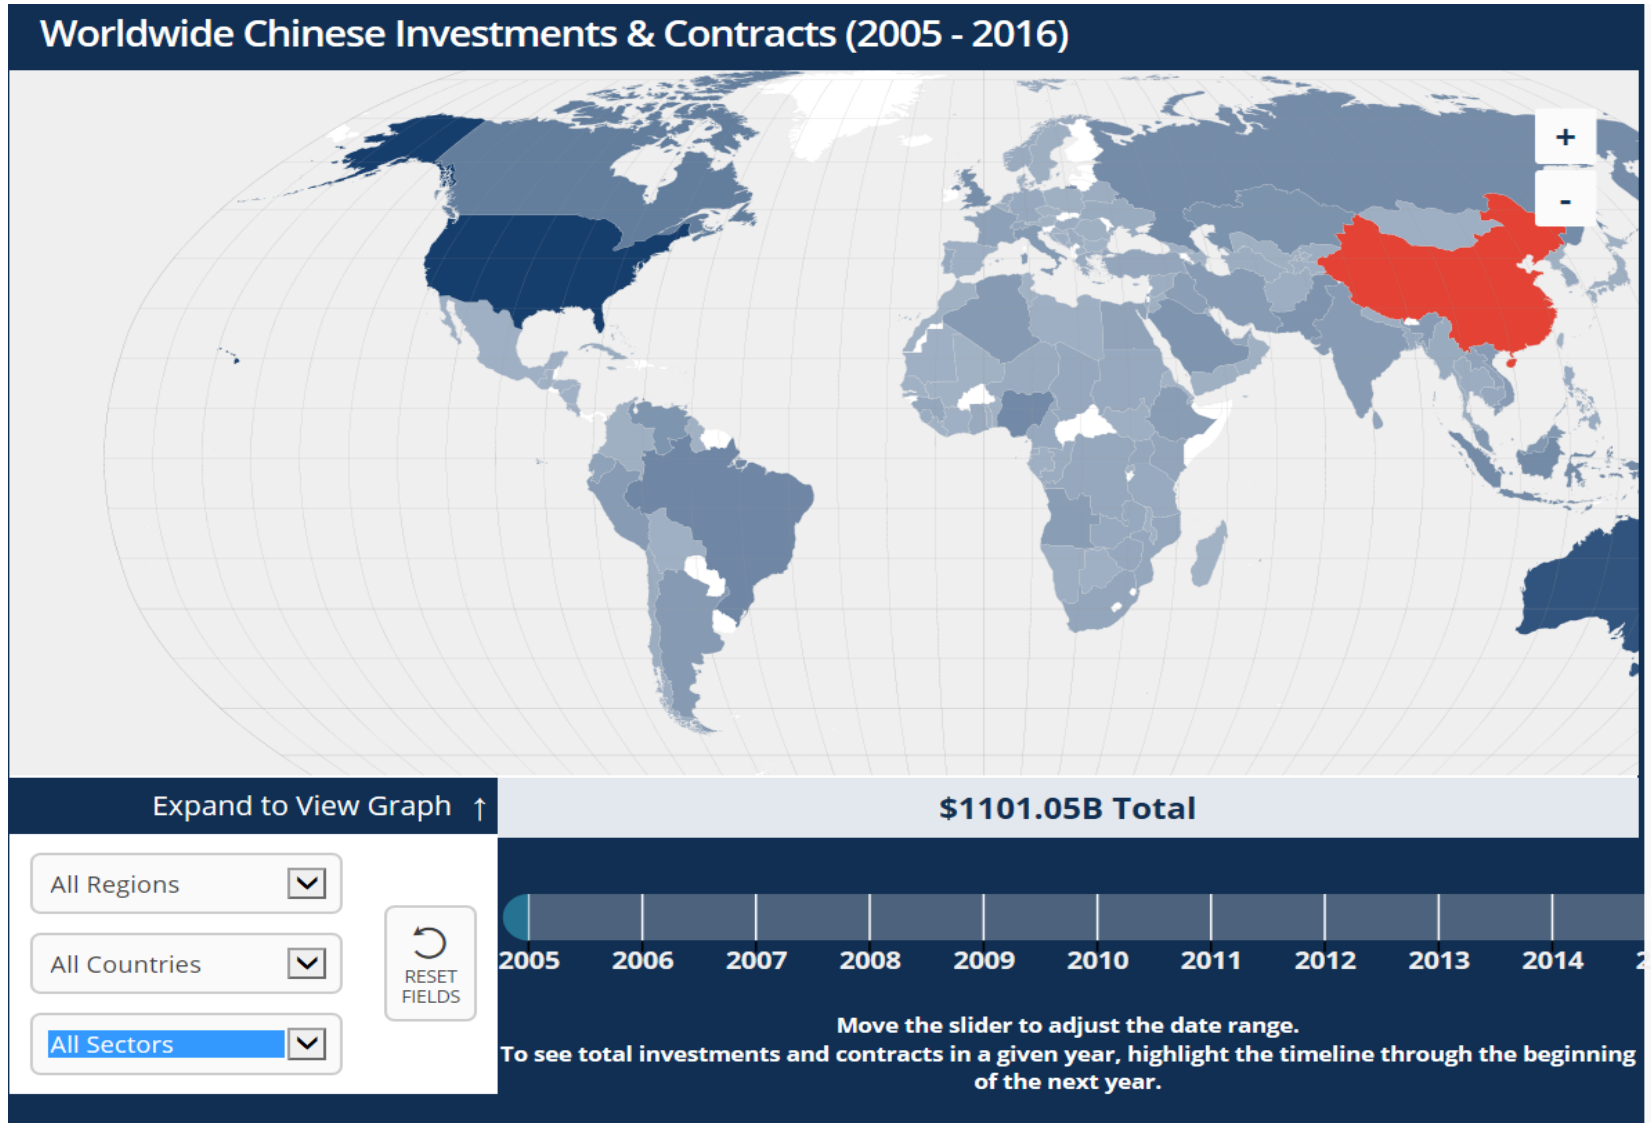 Worldwide Chinese Investments & Contracts (2005 - 2016)
+
-
Expand to View Graph ↑
$1101.05B Total
All Regions
All Countries
All Sectors
RESET
FIELDS
2005 2006 2007 2008 2009 2010 2011 2012 2013 2014
Move the slider to adjust the date range.
To see total investments and contracts in a given year, highlight the timeline through the beginning
of the next year.